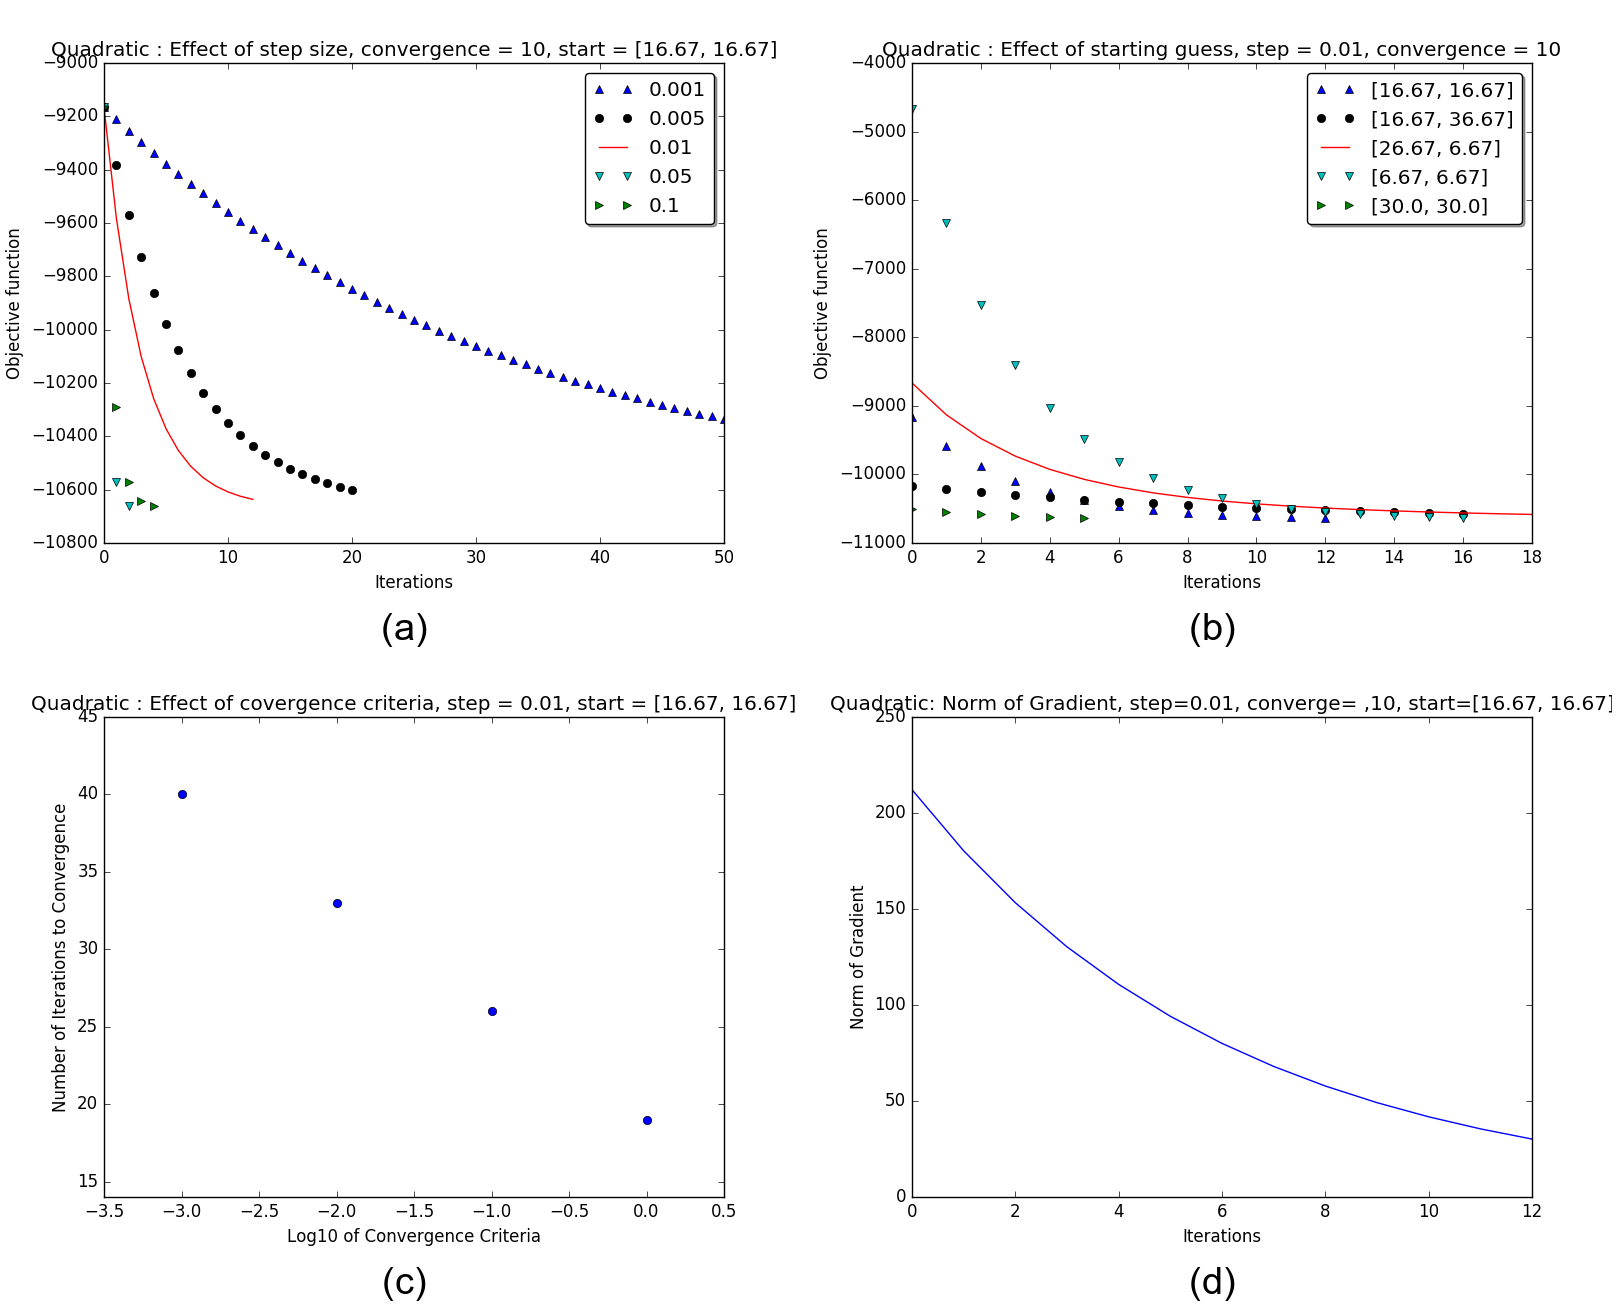 Quadratic : Effect of step size, convergence = 10, start = [16.67, 16.67]
−9000
−9200
−9400
−9600
−9800
−10000
−10200
−10400
−10600
−10800
Objective function
0.001
0.005
0.01
0.05
0.1
0 10 20 30 40 50
Iterations
(a)
Quadratic : Effect of starting guess, step = 0.01, convergence = 10
−4000
−5000
−6000
−7000
−8000
−9000
−10000
−11000
Objective function
[16.67, 16.67]
[16.67, 36.67]
[26.67, 6.67]
[6.67, 6.67]
[30.0, 30.0]
0 2 4 6 8 10 12 14 16 18
Iterations
(b)
Quadratic : Effect of covergence criteria, step = 0.01, start = [16.67, 16.67]
45
40
35
30
25
20
15
Number of Iterations to Convergence
−3.5 −3.0 −2.5 −2.0 −1.5 −1.0 −0.5 0.0 0.5
Log10 of Convergence Criteria
(c)
Quadratic: Norm of Gradient, step=0.01, converge= ,10, start=[16.67, 16.67]
250
200
150
100
50
0
Norm of Gradient
0 2 4 6 8 10 12
Iterations
(d)